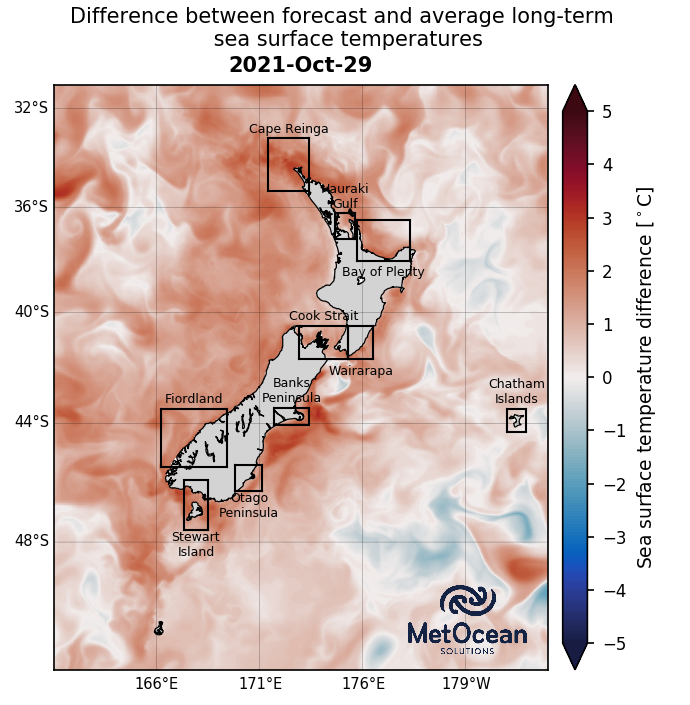 Difference between forecast and average long-term
sea surface temperatures
2021-Oct-29
32°S
36°S
40°S
44°S
48°S
Cape Reinga
Hauraki
Gulf
Bay of Plenty
Cook Strait
Wairarapa
Banks
Peninsula
Fiordland
Chatham
Islands
Otago
Peninsula
Stewart
Island
MetOcean
SOLUTIONS
166°E
171°E
176°E
179°W
5
4
3
2
1
0
−1
−2
−3
−4
−5
Sea surface temperature difference [°C]